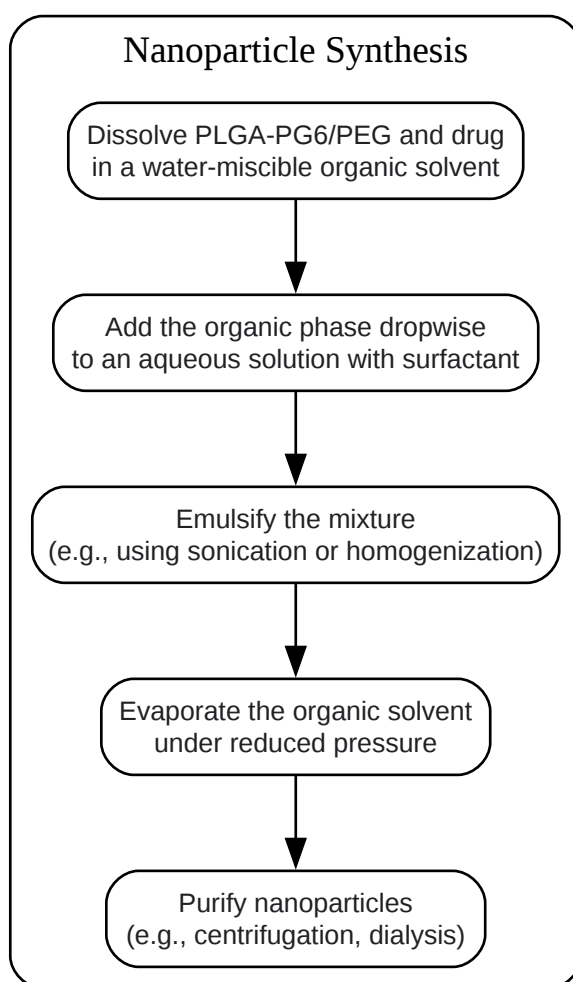 Nanoparticle Synthesis
Dissolve PLGA-PG6/PEG and drug
in a water-miscible organic solvent
Add the organic phase dropwise
to an aqueous solution with surfactant
Emulsify the mixture
(e.g., using sonication or homogenization)
Evaporate the organic solvent
under reduced pressure
Purify nanoparticles
(e.g., centrifugation, dialysis)